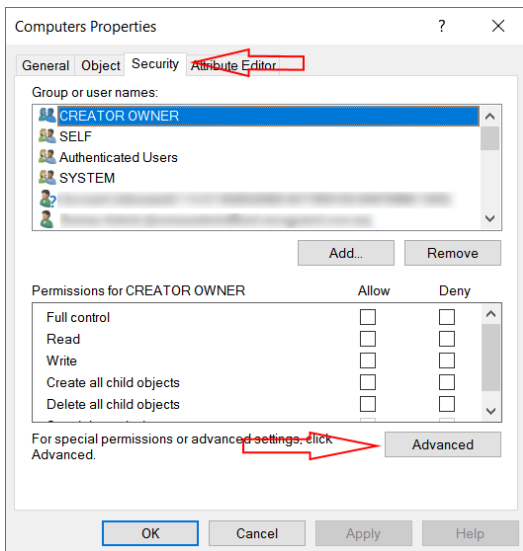 Computers Properties
?
General Object Security Attribute Editor
Group or user names:
CREATOR OWNER
SELF
Authenticated Users
SYSTEM
Add... Remove
Permissions for CREATOR OWNER Allow Deny
Full control
Read
Write
Create all child objects
Delete all child objects
For special permissions or advanced settings, click
Advanced.
Advanced
OK Cancel Apply Help